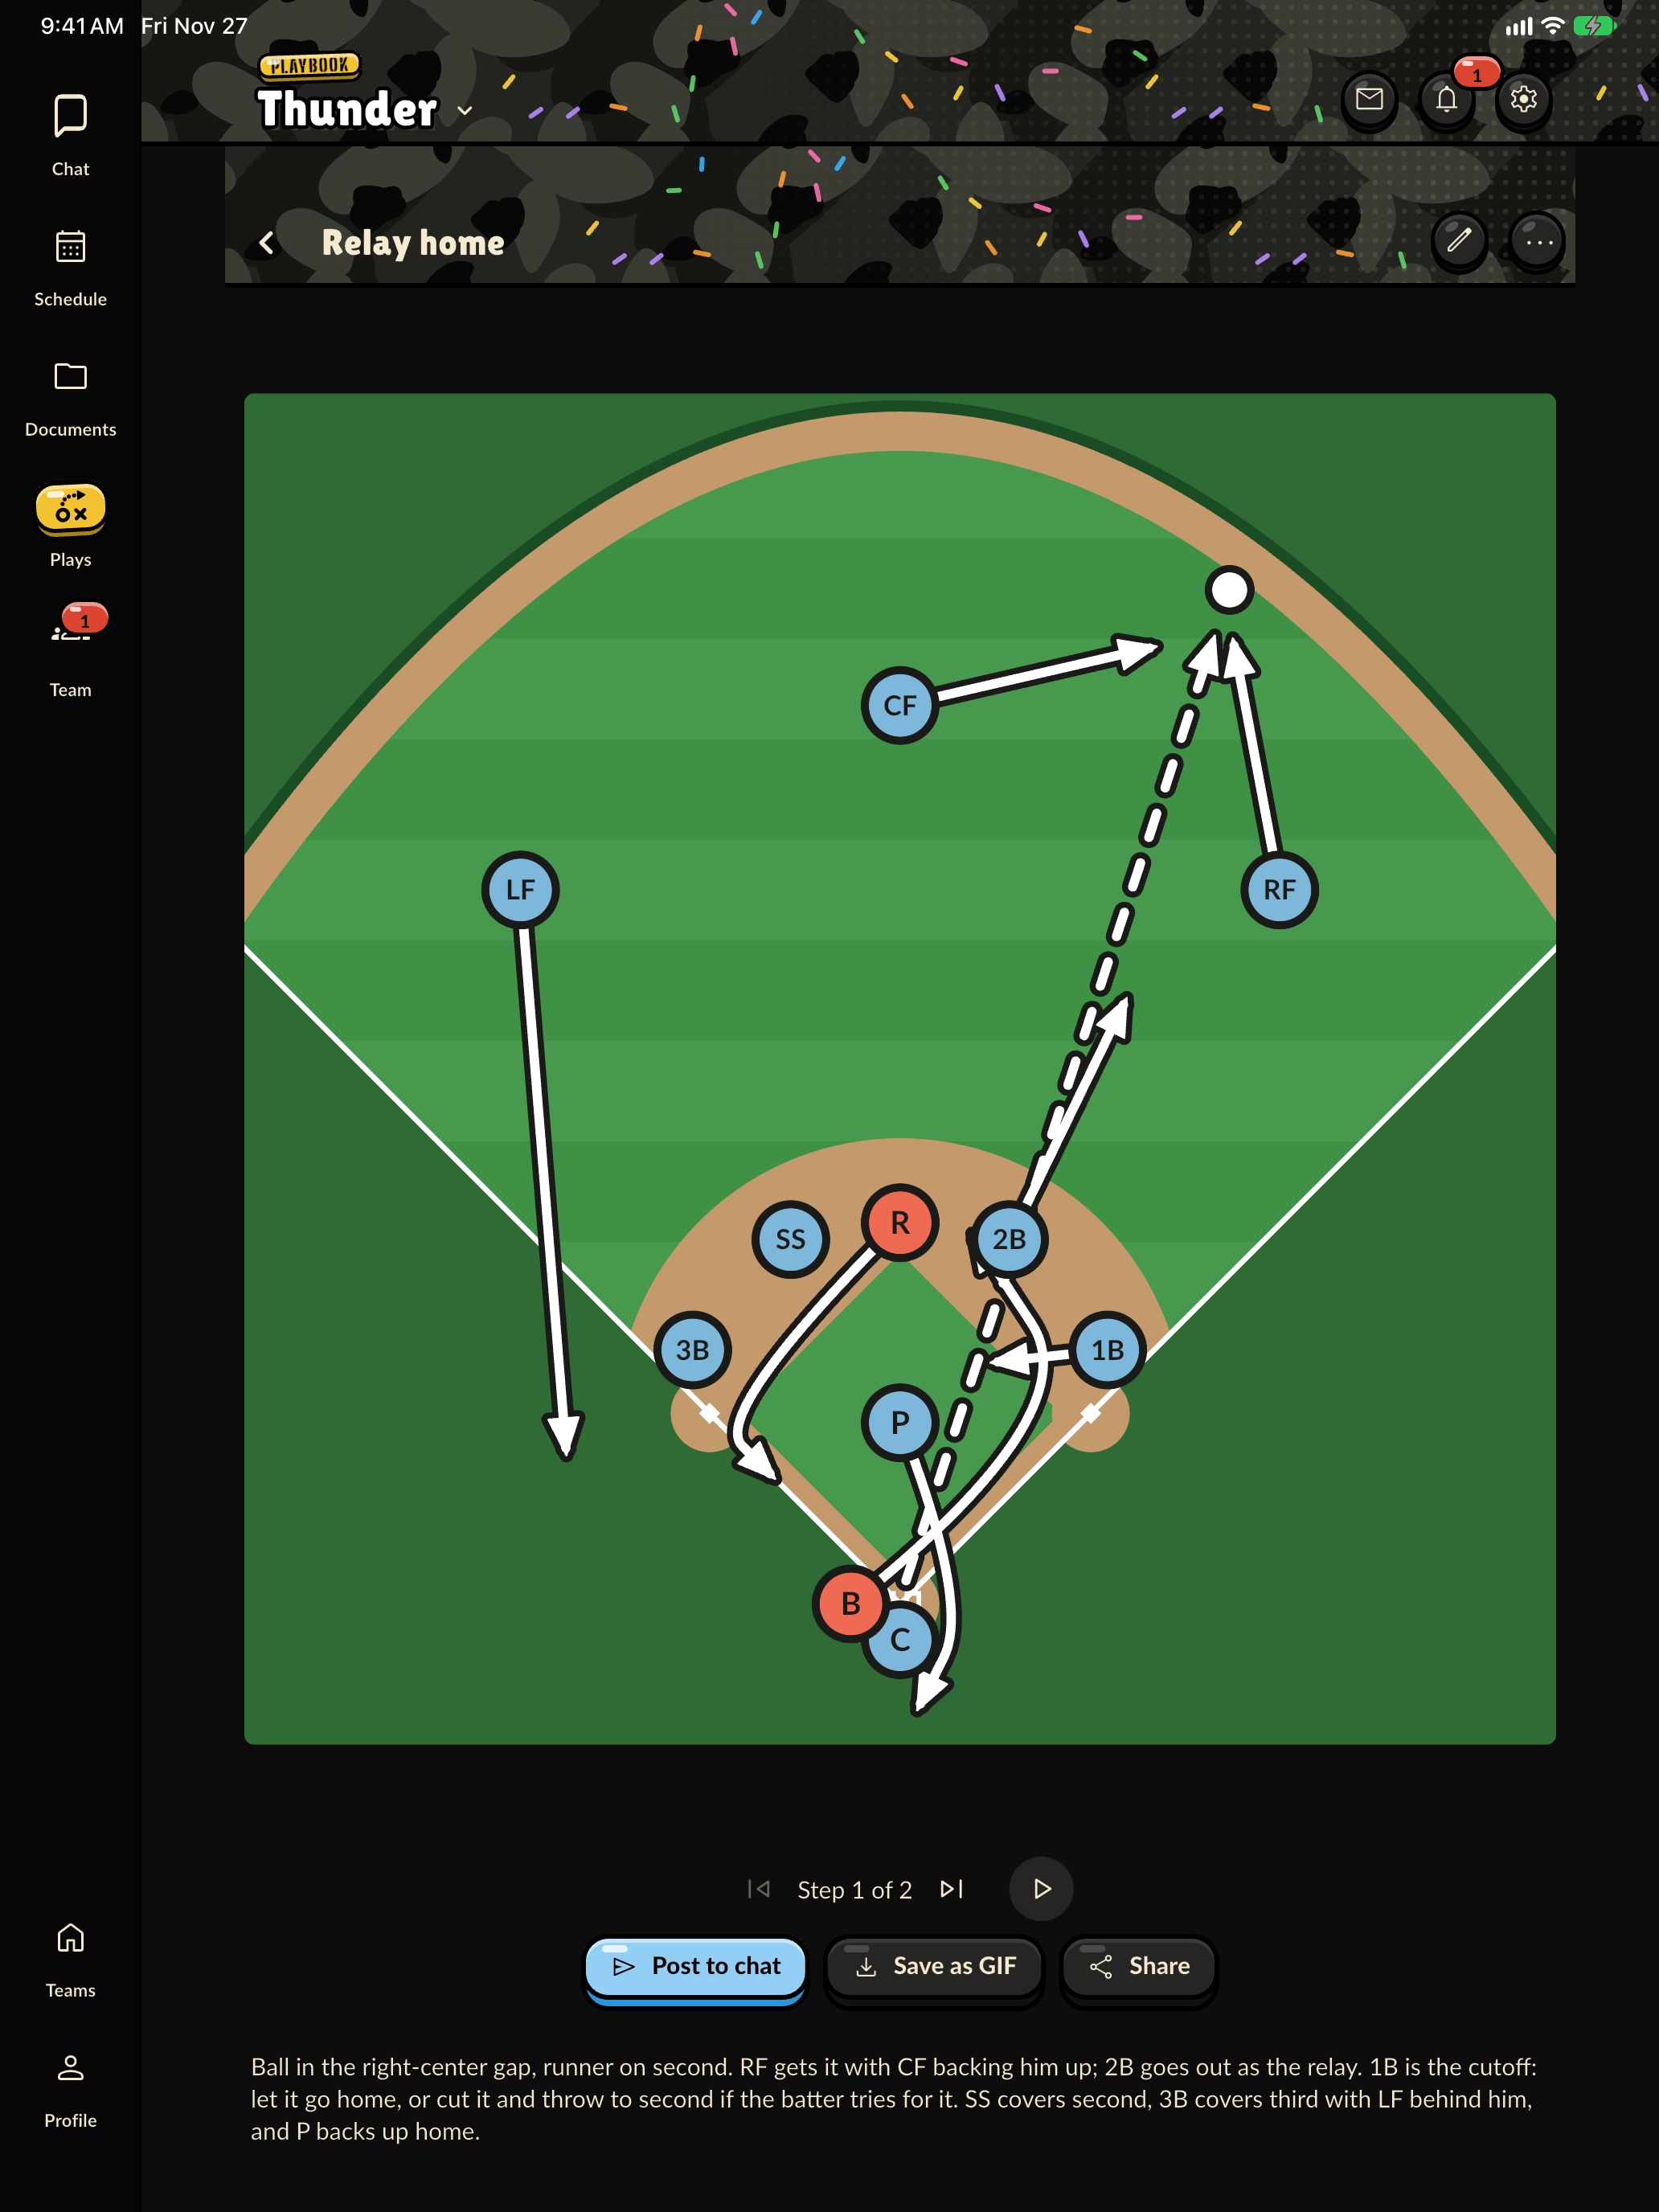 9:41 AM Fri Nov 27
PLAYBOOK
Thunder
1
Chat
Schedule
Documents
Plays
1
Team
Relay home
CF
LF
RF
SS
R
2B
3B
1B
P
B
C
Step 1 of 2
Post to chat
Save as GIF
Share
Teams
Profile
Ball in the right-center gap, runner on second. RF gets it with CF backing him up; 2B goes out as the relay. 1B is the cutoff:
let it go home, or cut it and throw to second if the batter tries for it. SS covers second, 3B covers third with LF behind him,
and P backs up home.